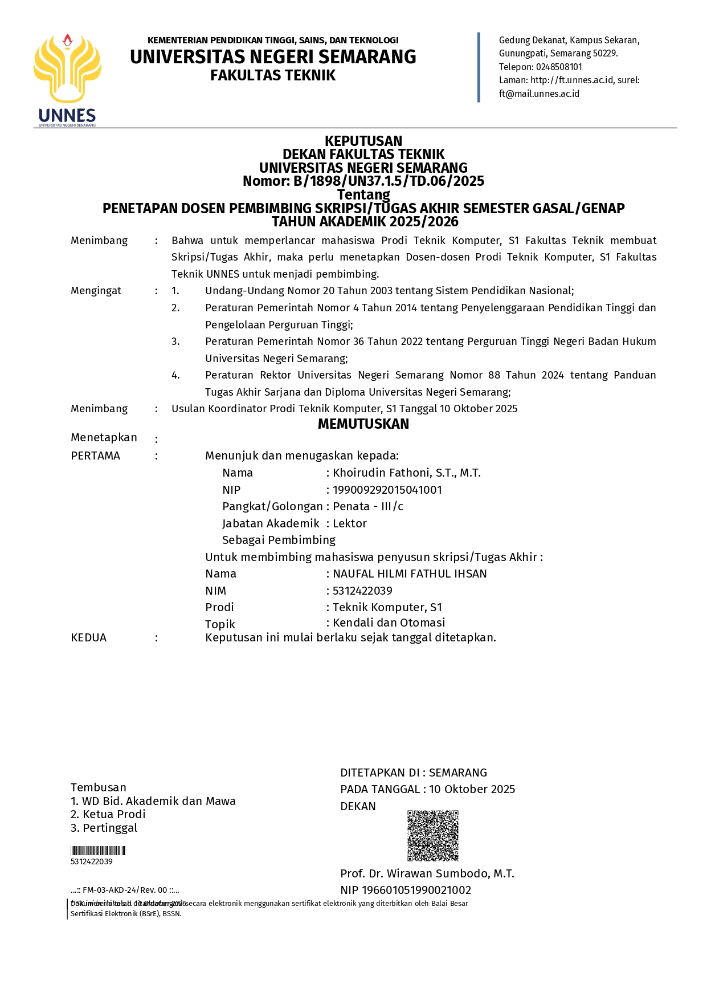 KEMENTERIAN PENDIDIKAN TINGGI, SAINS, DAN TEKNOLOGI
UNIVERSITAS NEGERI SEMARANG
FAKULTAS TEKNIK
Gedung Dekanat, Kampus Sekaran,
Gunungpati, Semarang 50229.
Telepon: 0248508101
Laman: http://ft.unnes.ac.id, surel:
ft@mail.unnes.ac.id
UNNES
UNIVERSITAS NEGERI SEMARANG
KEPUTUSAN
DEKAN FAKULTAS TEKNIK
UNIVERSITAS NEGERI SEMARANG
Nomor: B/1898/UN37.1.5/TD.06/2025
Tentang
PENETAPAN DOSEN PEMBIMBING SKRIPSI/TUGAS AKHIR SEMESTER GASAL/GENAP
TAHUN AKADEMIK 2025/2026
Menimbang : Bahwa untuk memperlancar mahasiswa Prodi Teknik Komputer, S1 Fakultas Teknik membuat
Skripsi/Tugas Akhir, maka perlu menetapkan Dosen-dosen Prodi Teknik Komputer, S1 Fakultas
Teknik UNNES untuk menjadi pembimbing.
Mengingat : 1. Undang-Undang Nomor 20 Tahun 2003 tentang Sistem Pendidikan Nasional;
2. Peraturan Pemerintah Nomor 4 Tahun 2014 tentang Penyelenggaraan Pendidikan Tinggi dan
Pengelolaan Perguruan Tinggi;
3. Peraturan Pemerintah Nomor 36 Tahun 2022 tentang Perguruan Tinggi Negeri Badan Hukum
Universitas Negeri Semarang;
4. Peraturan Rektor Universitas Negeri Semarang Nomor 88 Tahun 2024 tentang Panduan
Tugas Akhir Sarjana dan Diploma Universitas Negeri Semarang;
Menimbang : Usulan Koordinator Prodi Teknik Komputer, S1 Tanggal 10 Oktober 2025
MEMUTUSKAN
Menetapkan :
PERTAMA : Menunjuk dan menugaskan kepada:
Nama : Khoirudin Fathoni, S.T., M.T.
NIP : 199009292015041001
Pangkat/Golongan : Penata - III/c
Jabatan Akademik : Lektor
Sebagai Pembimbing
Untuk membimbing mahasiswa penyusun skripsi/Tugas Akhir :
Nama : NAUFAL HILMI FATHUL IHSAN
NIM : 5312422039
Prodi : Teknik Komputer, S1
Topik : Kendali dan Otomasi
KEDUA : Keputusan ini mulai berlaku sejak tanggal ditetapkan.
DITETAPKAN DI : SEMARANG
PADA TANGGAL : 10 Oktober 2025
DEKAN
Tembusan
1. WD Bid. Akademik dan Mawa
2. Ketua Prodi
3. Pertinggal
5312422039
Prof. Dr. Wirawan Sumbodo, M.T.
NIP 196601051990021002
...:: FM-03-AKD-24/Rev. 00 ::...
* SK ini berlaku s.d. 10 Oktober 2026
Dokumen ini telah ditandatangani secara elektronik menggunakan sertifikat elektronik yang diterbitkan oleh Balai Besar
Sertifikasi Elektronik (BSrE), BSSN.